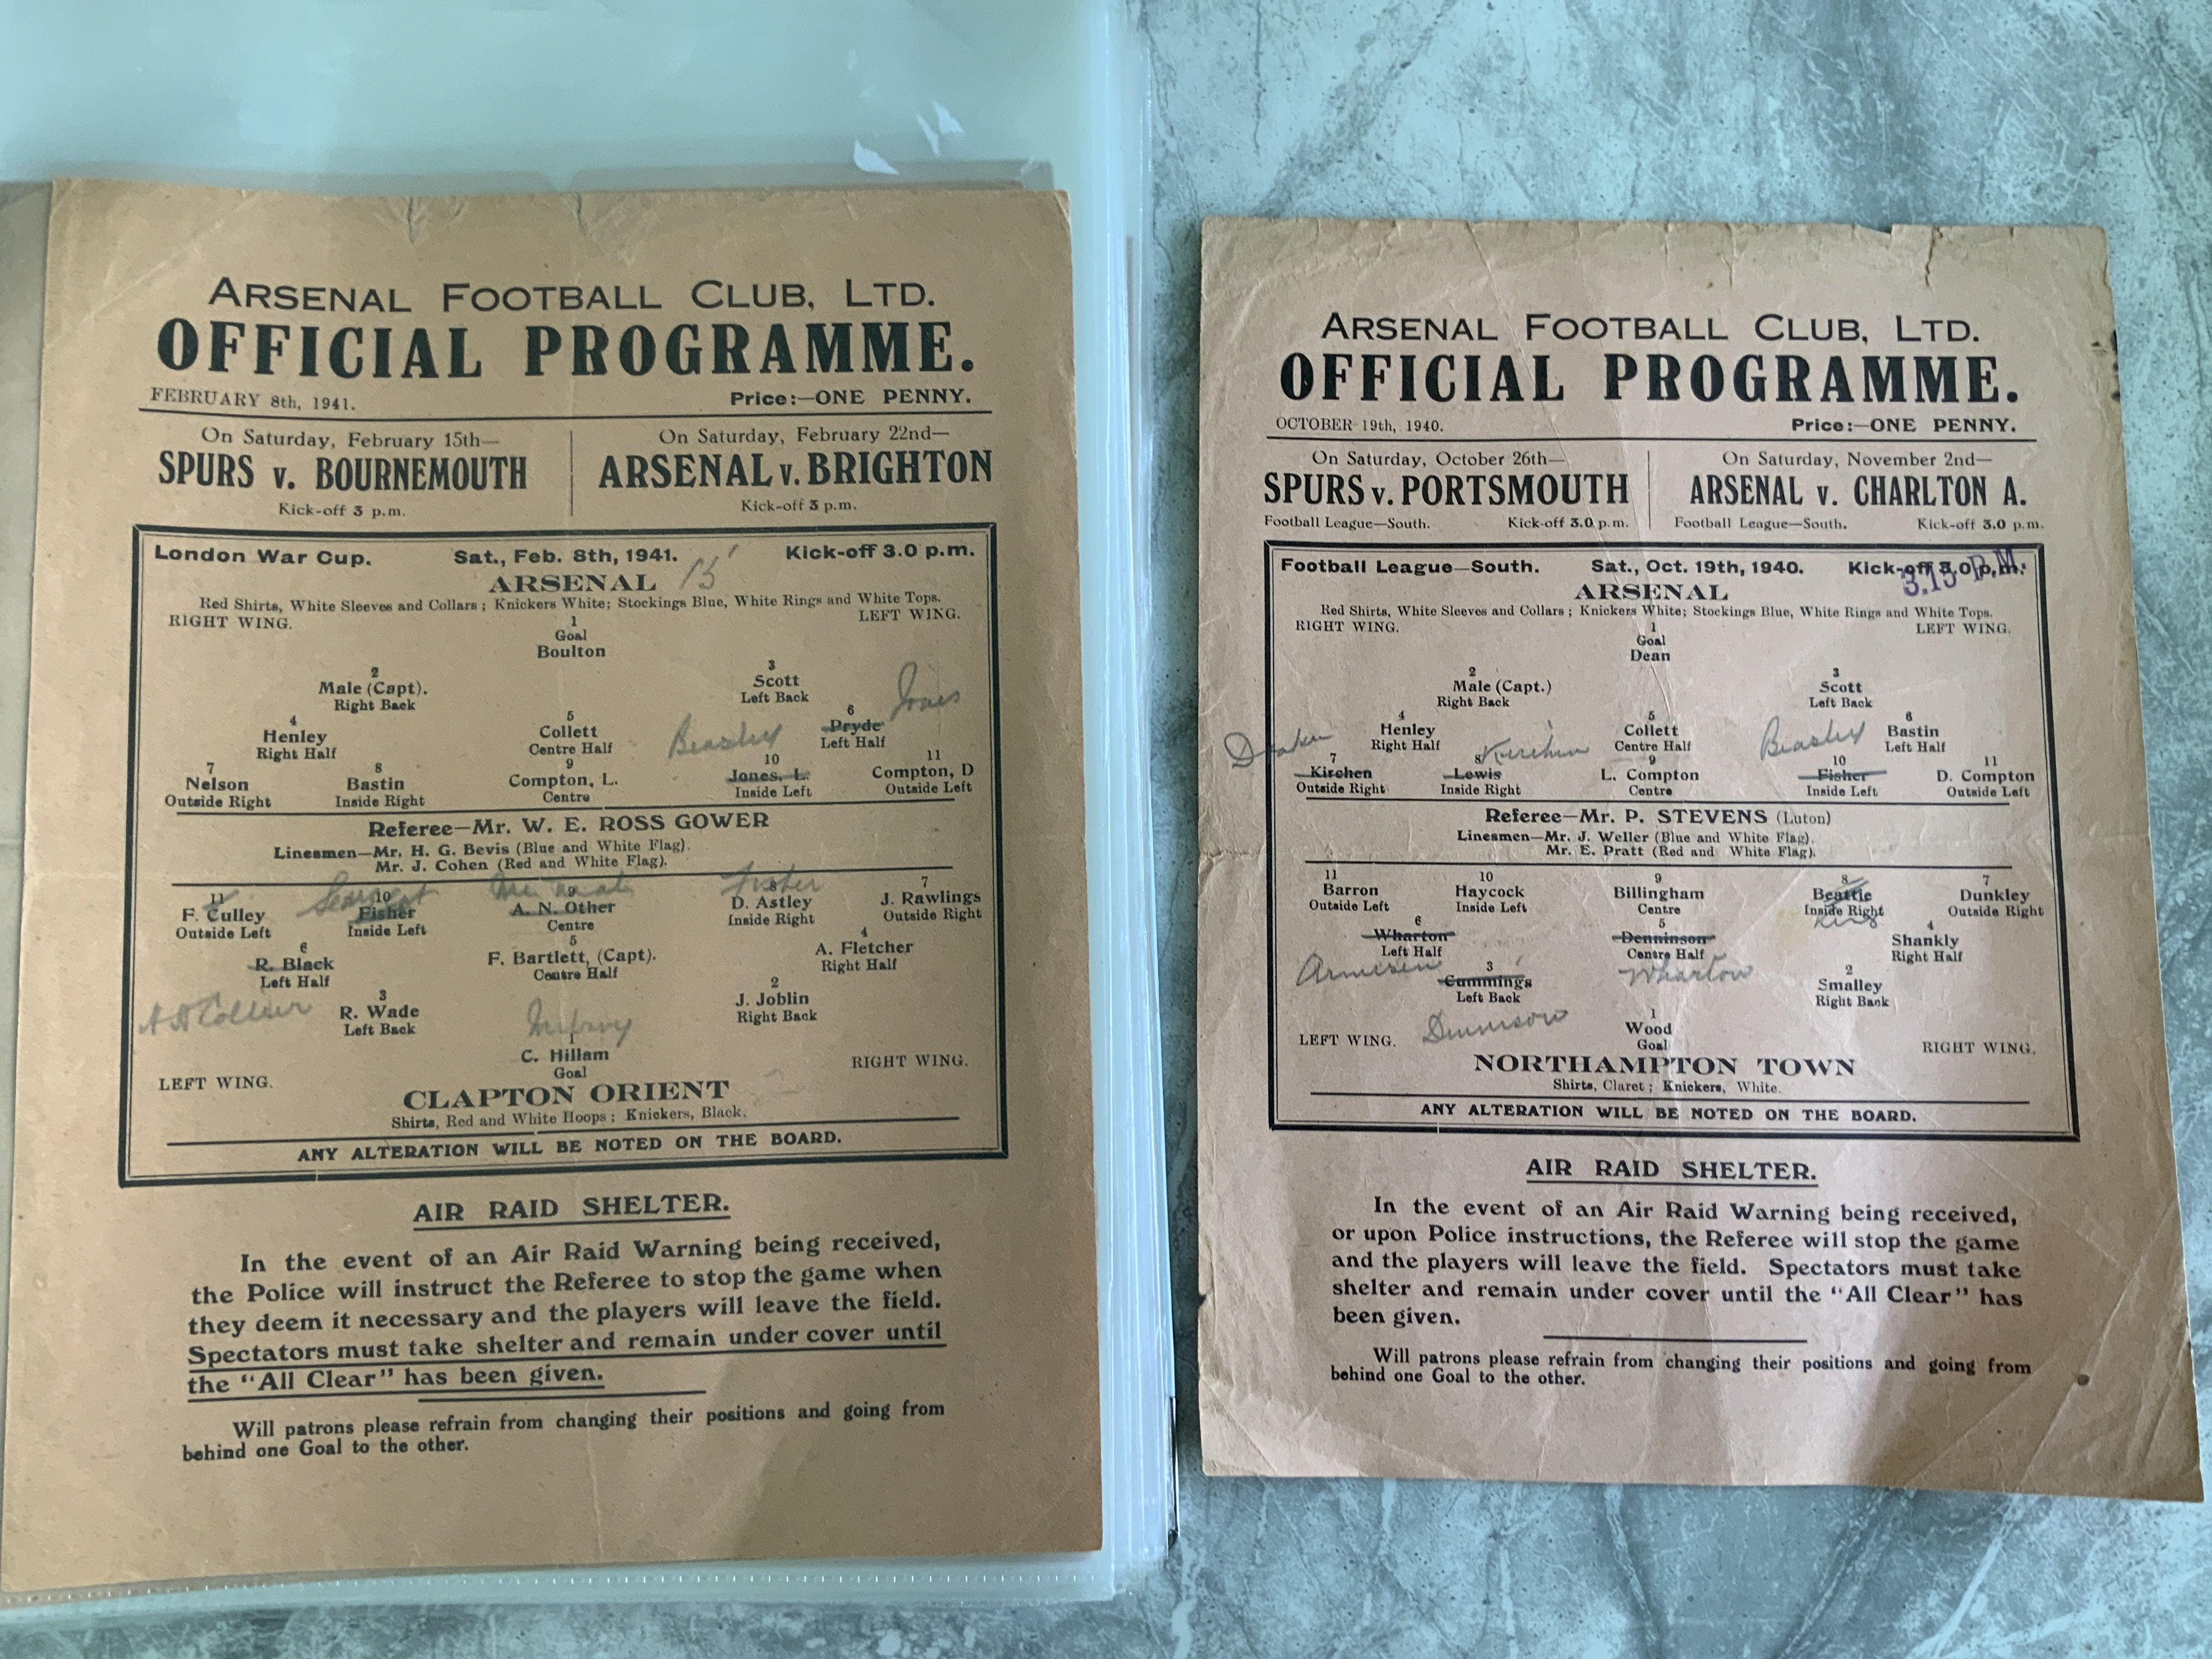 ARSENAL FOOTBALL CLUB, LTD.
OFFICIAL PROGRAMME.
FEBRUARY 8th, 1941. Price:—ONE PENNY.
On Saturday, February 15th—
SPURS v. BOURNEMOUTH
Kick-off 3 p.m.
On Saturday, February 22nd—
ARSENAL v. BRIGHTON
Kick-off 3 p.m.
London War Cup. Sat., Feb. 8th, 1941. Kick-off 3.0 p.m.
ARSENAL 15
Red Shirts, White Sleeves and Collars; Knickers White; Stockings Blue, White Rings and White Tops.
RIGHT WING. LEFT WING.
1
Goal
Boulton
2 3
Male (Capt). Scott
Right Back Left Back
Jones
4 5 6
Henley Collett Beasley Pryde
Right Half Centre Half Left Half
7 8 9 10 11
Nelson Bastin Compton, L. Jones, L. Compton, D
Outside Right Inside Right Centre Inside Left Outside Left
Referee—Mr. W. E. ROSS GOWER
Linesmen—Mr. H. G. Bevis (Blue and White Flag).
Mr. J. Cohen (Red and White Flag).
Sargent Fisher
11 10 9 8 7
F. Culley Fisher A. N. Other D. Astley J. Rawlings
Outside Left Inside Left Centre Inside Right Outside Right
6 5 4
R. Black F. Bartlett, (Capt). A. Fletcher
Left Half Centre Half Right Half
3 2
R. Wade J. Joblin
Left Back Right Back
1
C. Hillam
Goal
LEFT WING. RIGHT WING.
CLAPTON ORIENT
Shirts, Red and White Hoops; Knickers, Black.
ANY ALTERATION WILL BE NOTED ON THE BOARD.
AIR RAID SHELTER.
In the event of an Air Raid Warning being received,
the Police will instruct the Referee to stop the game when
they deem it necessary and the players will leave the field.
Spectators must take shelter and remain under cover until
the "All Clear" has been given.
Will patrons please refrain from changing their positions and going from
behind one Goal to the other.
ARSENAL FOOTBALL CLUB, LTD.
OFFICIAL PROGRAMME.
OCTOBER 19th, 1940. Price:—ONE PENNY.
On Saturday, October 26th—
SPURS v. PORTSMOUTH
Football League—South. Kick-off 3.0 p.m.
On Saturday, November 2nd—
ARSENAL v. CHARLTON A.
Football League—South. Kick-off 3.0 p.m.
Football League—South. Sat., Oct. 19th, 1940. Kick-off 3.0 p.m.
3.15 P.M.
ARSENAL
Red Shirts, White Sleeves and Collars; Knickers White; Stockings Blue, White Rings and White Tops.
RIGHT WING. LEFT WING.
1
Goal
Dean
2 3
Male (Capt.) Scott
Right Back Left Back
4 5 6
Henley Collett Bastin
Right Half Centre Half Left Half
Drake Kirchen Beasley
7 8 9 10 11
Kirchen Lewis L. Compton Fisher D. Compton
Outside Right Inside Right Centre Inside Left Outside Left
Referee—Mr. P. STEVENS (Luton)
Linesmen—Mr. J. Weller (Blue and White Flag).
Mr. E. Pratt (Red and White Flag).
11 10 9 8 7
Barron Haycock Billingham Beattie Dunkley
Outside Left Inside Left Centre Inside Right Outside Right
King
6 5 4
Wharton Denninson Shankly
Left Half Centre Half Right Half
Wharton
3 2
Cummings Smalley
Left Back Right Back
Dennison
1
Wood
Goal
LEFT WING. RIGHT WING.
NORTHAMPTON TOWN
Shirts, Claret; Knickers, White.
ANY ALTERATION WILL BE NOTED ON THE BOARD.
AIR RAID SHELTER.
In the event of an Air Raid Warning being received,
or upon Police instructions, the Referee will stop the game
and the players will leave the field. Spectators must take
shelter and remain under cover until the "All Clear" has
been given.
Will patrons please refrain from changing their positions and going from
behind one Goal to the other.